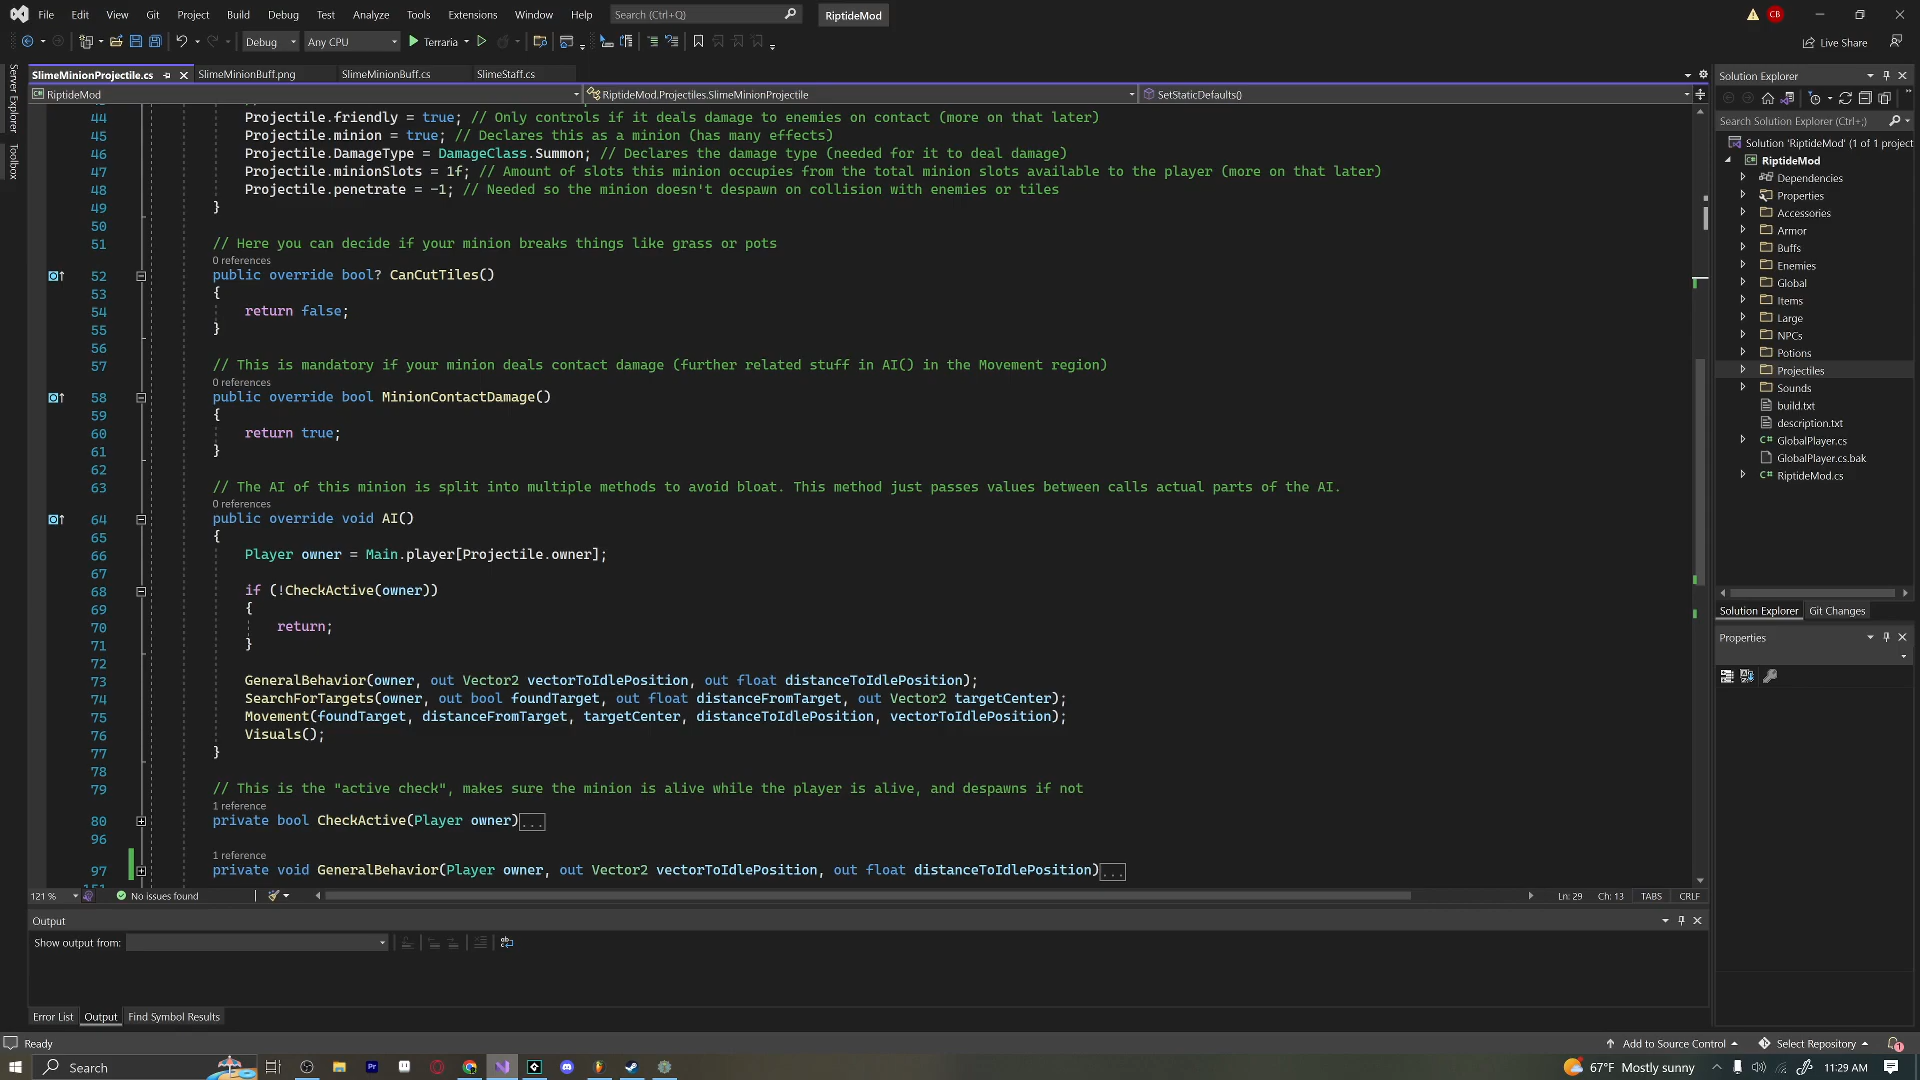 File Edit View Git Project Build Debug Test Analyze Tools Extensions Window Help Search (Ctrl+Q) RiptideMod CB
Debug Any CPU Terraria Live Share
SlimeMinionProjectile.cs SlimeMinionBuff.png SlimeMinionBuff.cs SlimeStaff.cs
RiptideMod RiptideMod.Projectiles.SlimeMinionProjectile SetStaticDefaults()
Server Explorer
Toolbox
44 Projectile.friendly = true; // Only controls if it deals damage to enemies on contact (more on that later)
45 Projectile.minion = true; // Declares this as a minion (has many effects)
46 Projectile.DamageType = DamageClass.Summon; // Declares the damage type (needed for it to deal damage)
47 Projectile.minionSlots = 1f; // Amount of slots this minion occupies from the total minion slots available to the player (more on that later)
48 Projectile.penetrate = -1; // Needed so the minion doesn't despawn on collision with enemies or tiles
49 }
50
51 // Here you can decide if your minion breaks things like grass or pots
0 references
52 public override bool? CanCutTiles()
53 {
54 return false;
55 }
56
57 // This is mandatory if your minion deals contact damage (further related stuff in AI() in the Movement region)
0 references
58 public override bool MinionContactDamage()
59 {
60 return true;
61 }
62
63 // The AI of this minion is split into multiple methods to avoid bloat. This method just passes values between calls actual parts of the AI.
0 references
64 public override void AI()
65 {
66 Player owner = Main.player[Projectile.owner];
67
68 if (!CheckActive(owner))
69 {
70 return;
71 }
72
73 GeneralBehavior(owner, out Vector2 vectorToIdlePosition, out float distanceToIdlePosition);
74 SearchForTargets(owner, out bool foundTarget, out float distanceFromTarget, out Vector2 targetCenter);
75 Movement(foundTarget, distanceFromTarget, targetCenter, distanceToIdlePosition, vectorToIdlePosition);
76 Visuals();
77 }
78
79 // This is the "active check", makes sure the minion is alive while the player is alive, and despawns if not
1 reference
80 private bool CheckActive(Player owner)...
96
1 reference
97 private void GeneralBehavior(Player owner, out Vector2 vectorToIdlePosition, out float distanceToIdlePosition)...
121 % No issues found Ln: 29 Ch: 13 TABS CRLF
Output
Show output from:
Error List Output Find Symbol Results
Solution Explorer
Search Solution Explorer (Ctrl+;)
Solution 'RiptideMod' (1 of 1 project
RiptideMod
Dependencies
Properties
Accessories
Armor
Buffs
Enemies
Global
Items
Large
NPCs
Potions
Projectiles
Sounds
build.txt
description.txt
GlobalPlayer.cs
GlobalPlayer.cs.bak
RiptideMod.cs
Solution Explorer Git Changes
Properties
Ready Add to Source Control Select Repository 1
Search 67°F Mostly sunny 11:29 AM